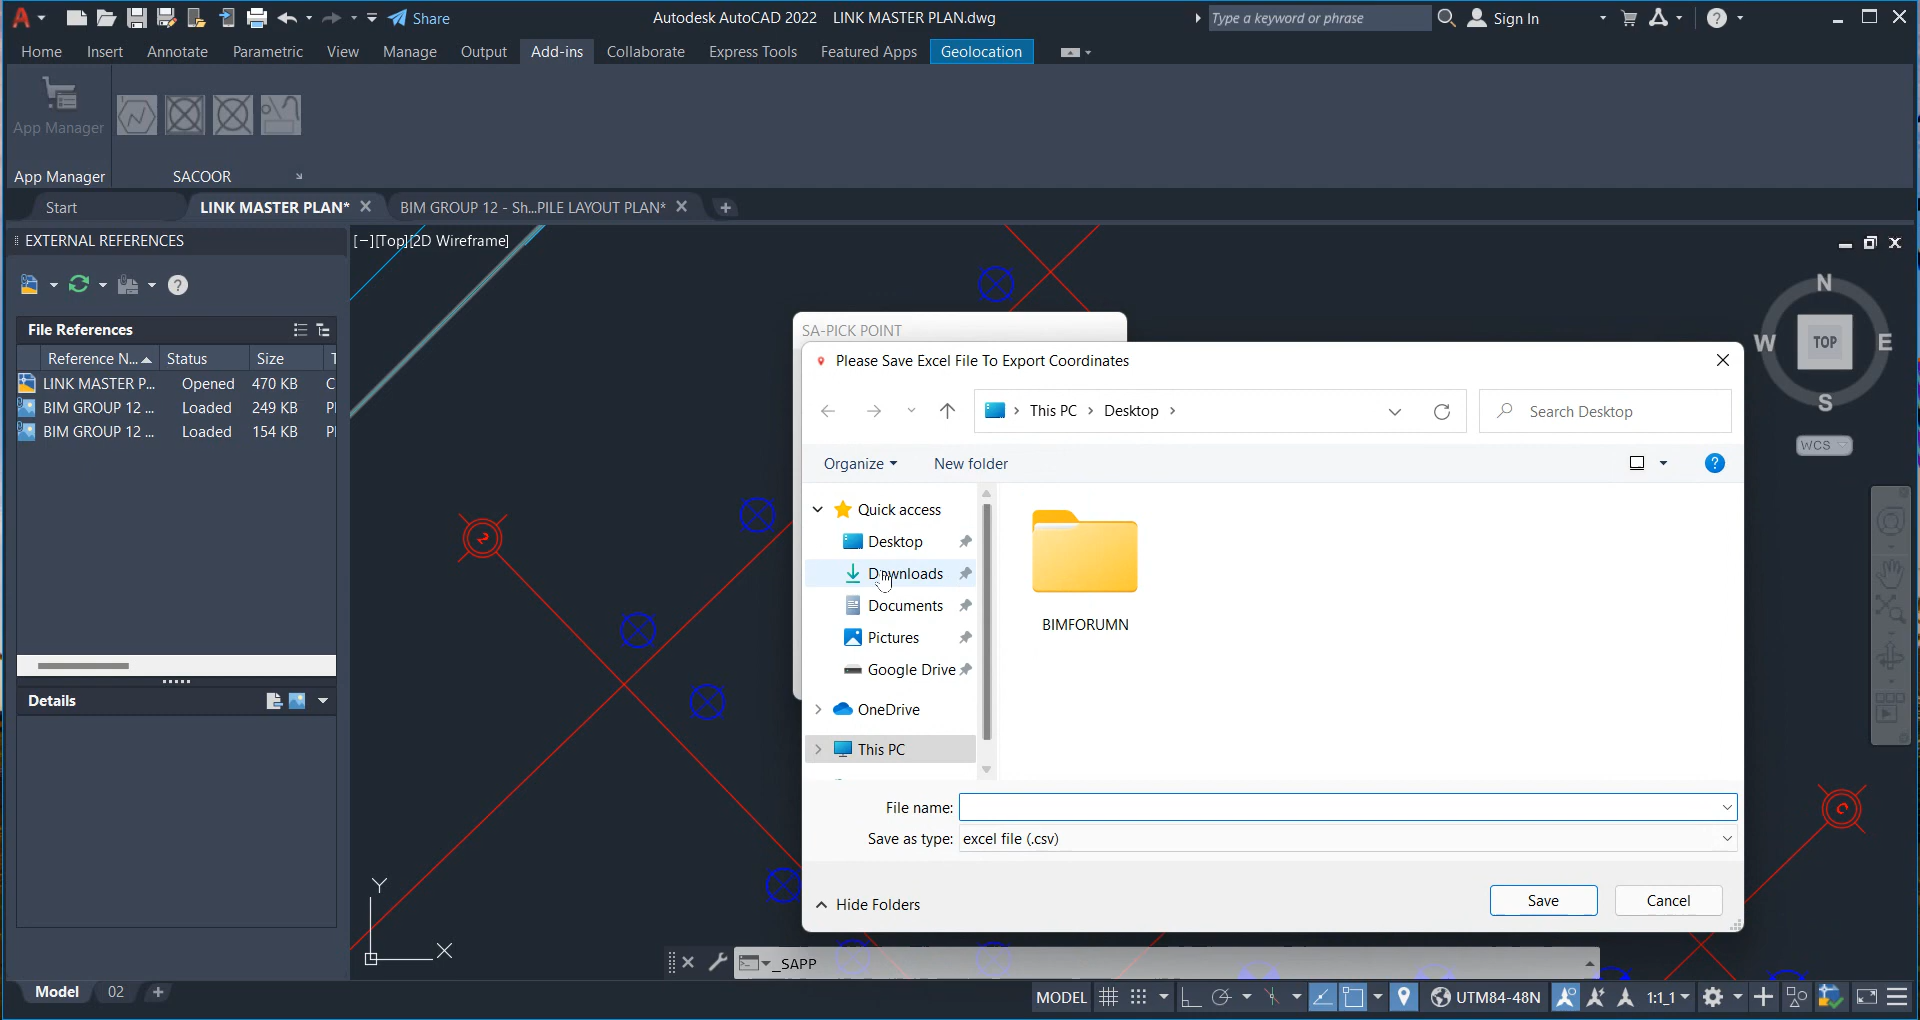 Share
Autodesk AutoCAD 2022 LINK MASTER PLAN.dwg
Type a keyword or phrase
Sign In
Home Insert Annotate Parametric View Manage Output Add-ins Collaborate Express Tools Featured Apps Geolocation
App Manager
App Manager
SACOOR
Start
LINK MASTER PLAN*
BIM GROUP 12 - Sh...PILE LAYOUT PLAN*
EXTERNAL REFERENCES
[−][Top][2D Wireframe]
File References
Reference N... Status Size
LINK MASTER P... Opened 470 KB C
BIM GROUP 12 ... Loaded 249 KB
BIM GROUP 12 ... Loaded 154 KB
Details
N
W
TOP
E
S
WCS
SA-PICK POINT
Please Save Excel File To Export Coordinates
This PC
Desktop
Search Desktop
Organize
New folder
Quick access
Desktop
Downloads
Documents
Pictures
Google Drive
OneDrive
This PC
BIMFORUMN
File name:
Save as type: excel file (.csv)
Hide Folders
Save
Cancel
2
C
Y
X
_SAPP
Model
02
MODEL
UTM84-48N
1:1_1